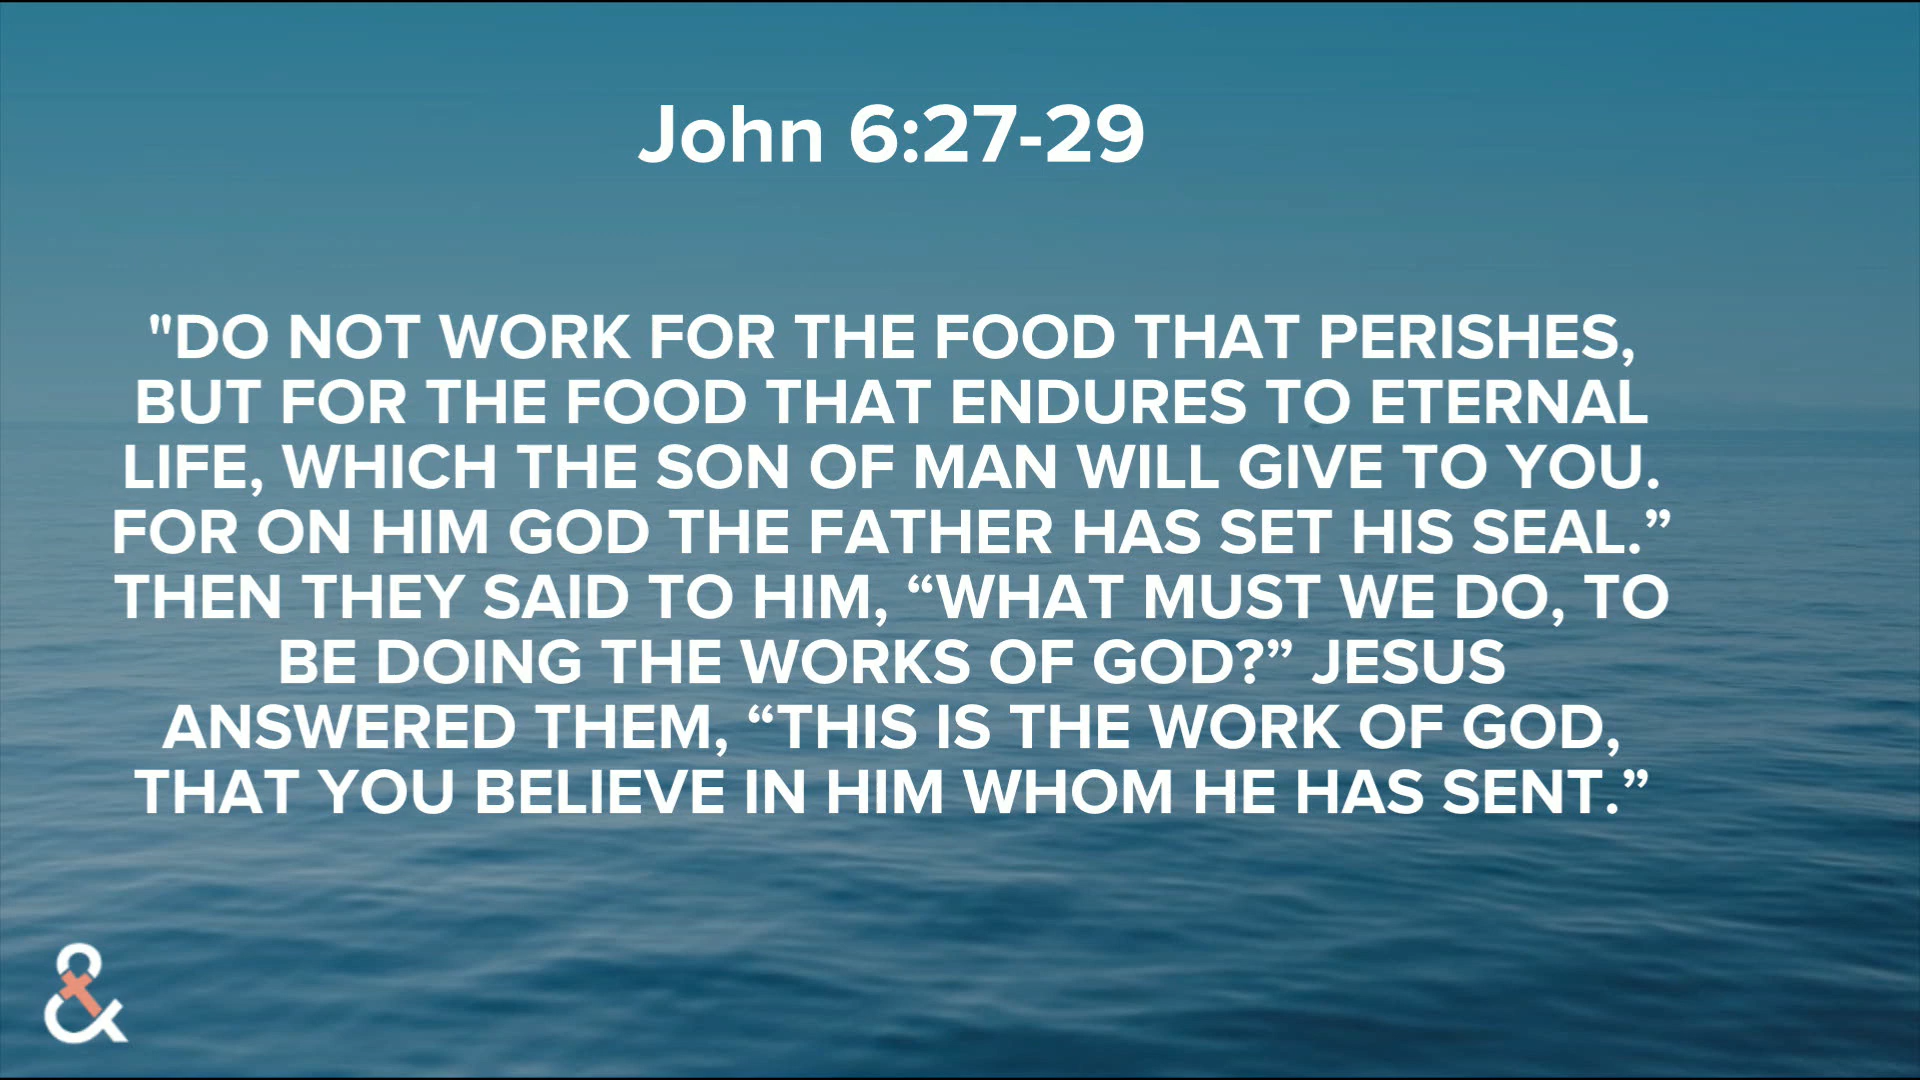 John 6:27-29
"DO NOT WORK FOR THE FOOD THAT PERISHES,
BUT FOR THE FOOD THAT ENDURES TO ETERNAL
LIFE, WHICH THE SON OF MAN WILL GIVE TO YOU.
FOR ON HIM GOD THE FATHER HAS SET HIS SEAL.”
THEN THEY SAID TO HIM, “WHAT MUST WE DO, TO
BE DOING THE WORKS OF GOD?” JESUS
ANSWERED THEM, “THIS IS THE WORK OF GOD,
THAT YOU BELIEVE IN HIM WHOM HE HAS SENT.”
&